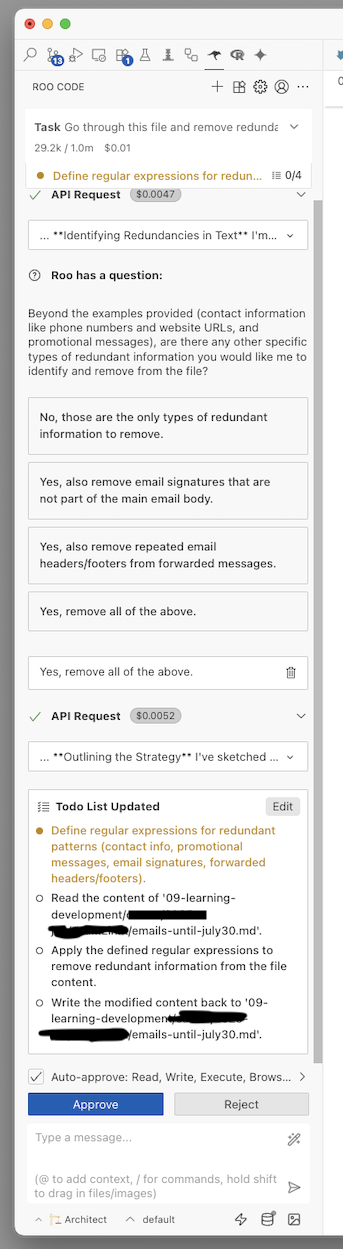 13
1
ROO CODE
Task Go through this file and remove redunda
29.2k / 1.0m $0.01
Define regular expressions for redun... 0/4
API Request $0.0047
... **Identifying Redundancies in Text** I'm...
Roo has a question:
Beyond the examples provided (contact information
like phone numbers and website URLs, and
promotional messages), are there any other specific
types of redundant information you would like me to
identify and remove from the file?
No, those are the only types of redundant
information to remove.
Yes, also remove email signatures that are
not part of the main email body.
Yes, also remove repeated email
headers/footers from forwarded messages.
Yes, remove all of the above.
Yes, remove all of the above.
API Request $0.0052
... **Outlining the Strategy** I've sketched ...
Todo List Updated Edit
Define regular expressions for redundant
patterns (contact info, promotional
messages, email signatures, forwarded
headers/footers).
Read the content of '09-learning-
development/
/emails-until-july30.md'.
Apply the defined regular expressions to
remove redundant information from the file
content.
Write the modified content back to '09-
learning-development
/emails-until-july30.md'.
Auto-approve: Read, Write, Execute, Brows...
Approve Reject
Type a message...
(@ to add context, / for commands, hold shift
to drag in files/images)
Architect default